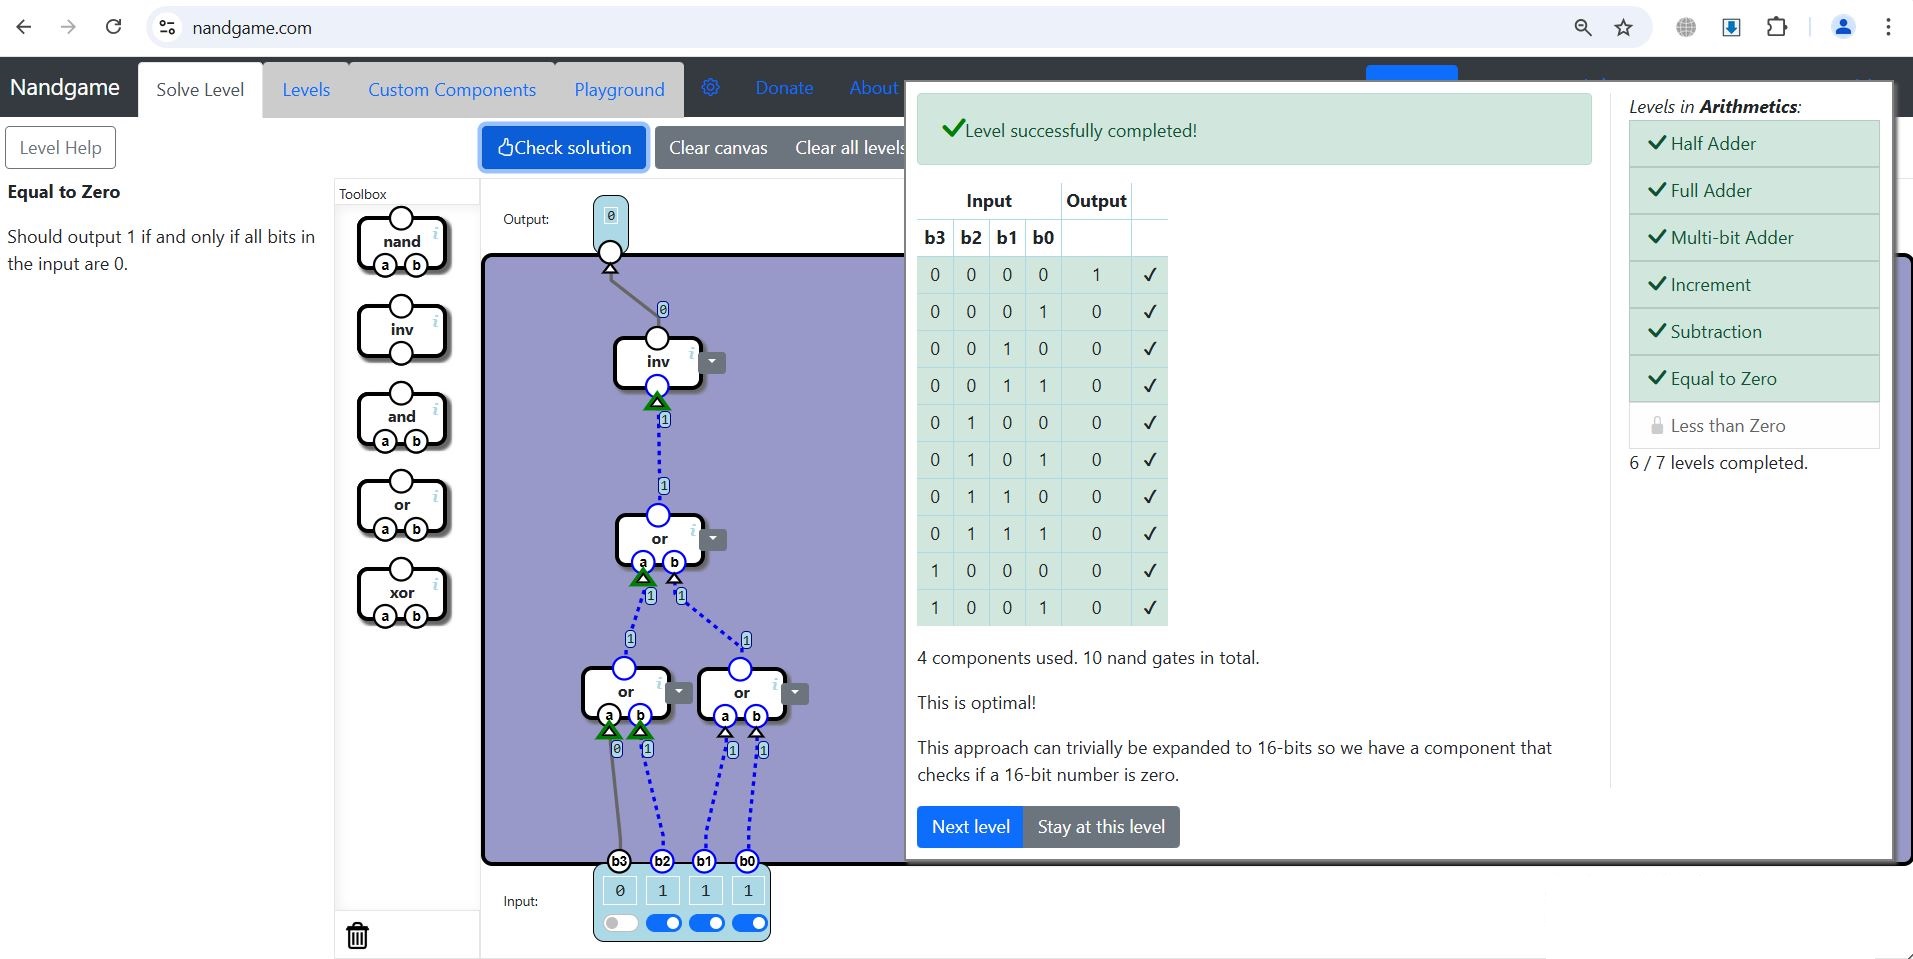 nandgame.com
Nandgame
Solve Level
Levels
Custom Components
Playground
Donate
About
Level Help
Check solution
Clear canvas
Clear all levels
Equal to Zero
Should output 1 if and only if all bits in
the input are 0.
Toolbox
nand
i
a b
inv
i
and
i
a b
or
i
a b
xor
i
a b
Output:
0
0
inv
i
1
1
or
i
a b
1 1
1 1
or
i
a b
or
i
a b
0 1 1 1
b3 b2 b1 b0
Input:
0 1 1 1
Level successfully completed!
Input Output
b3 b2 b1 b0
0 0 0 0 1 ✓
0 0 0 1 0 ✓
0 0 1 0 0 ✓
0 0 1 1 0 ✓
0 1 0 0 0 ✓
0 1 0 1 0 ✓
0 1 1 0 0 ✓
0 1 1 1 0 ✓
1 0 0 0 0 ✓
1 0 0 1 0 ✓
4 components used. 10 nand gates in total.
This is optimal!
This approach can trivially be expanded to 16-bits so we have a component that
checks if a 16-bit number is zero.
Next level
Stay at this level
Levels in Arithmetics:
Half Adder
Full Adder
Multi-bit Adder
Increment
Subtraction
Equal to Zero
Less than Zero
6 / 7 levels completed.